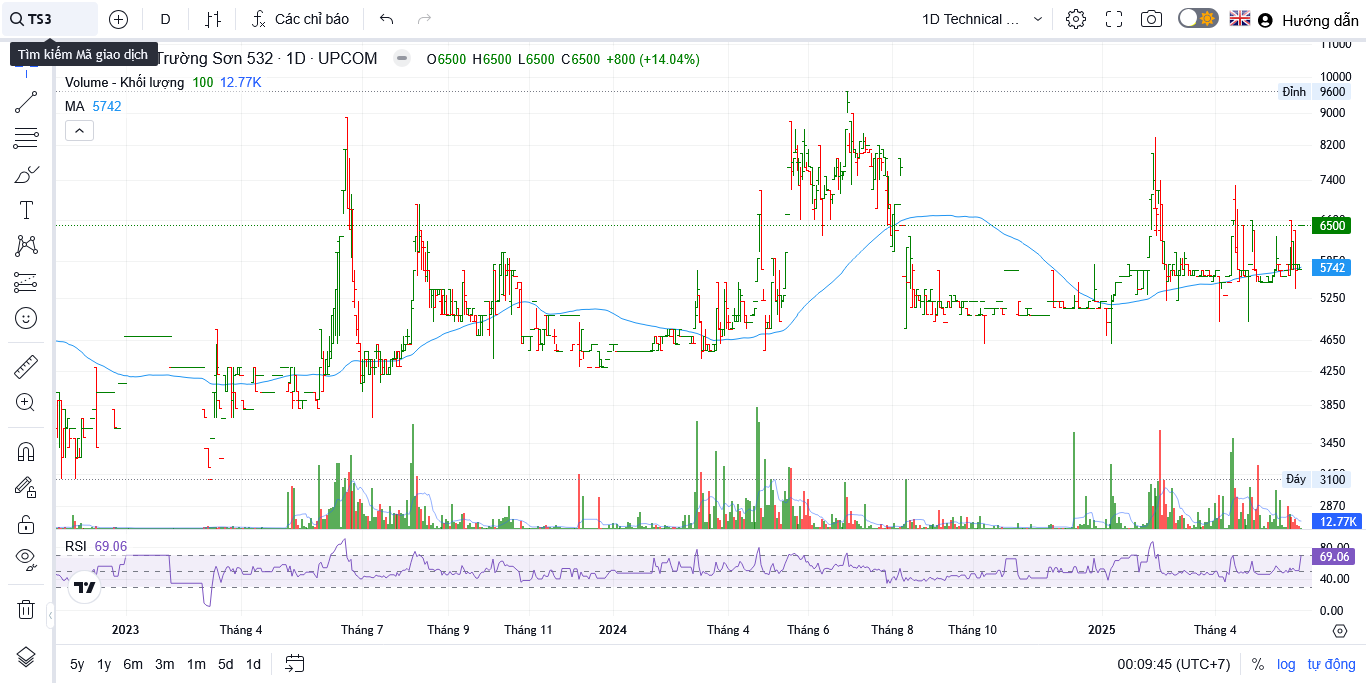 TS3
D
Các chỉ báo
1D Technical ...
Hướng dẫn
Tìm kiếm Mã giao dịch
Trường Sơn 532 · 1D · UPCOM
O6500 H6500 L6500 C6500 +800 (+14.04%)
Volume - Khối lượng 100 12.77K
MA 5742
11000
10000
Đỉnh 9600
9000
8200
7400
6500
5742
5250
4650
4250
3850
3450
Đáy 3100
2870
12.77K
RSI 69.06
80.00
69.06
40.00
0.00
2023 Tháng 4 Tháng 7 Tháng 9 Tháng 11 2024 Tháng 4 Tháng 6 Tháng 8 Tháng 10 2025 Tháng 4
5y 1y 6m 3m 1m 5d 1d
00:09:45 (UTC+7) % log tự động